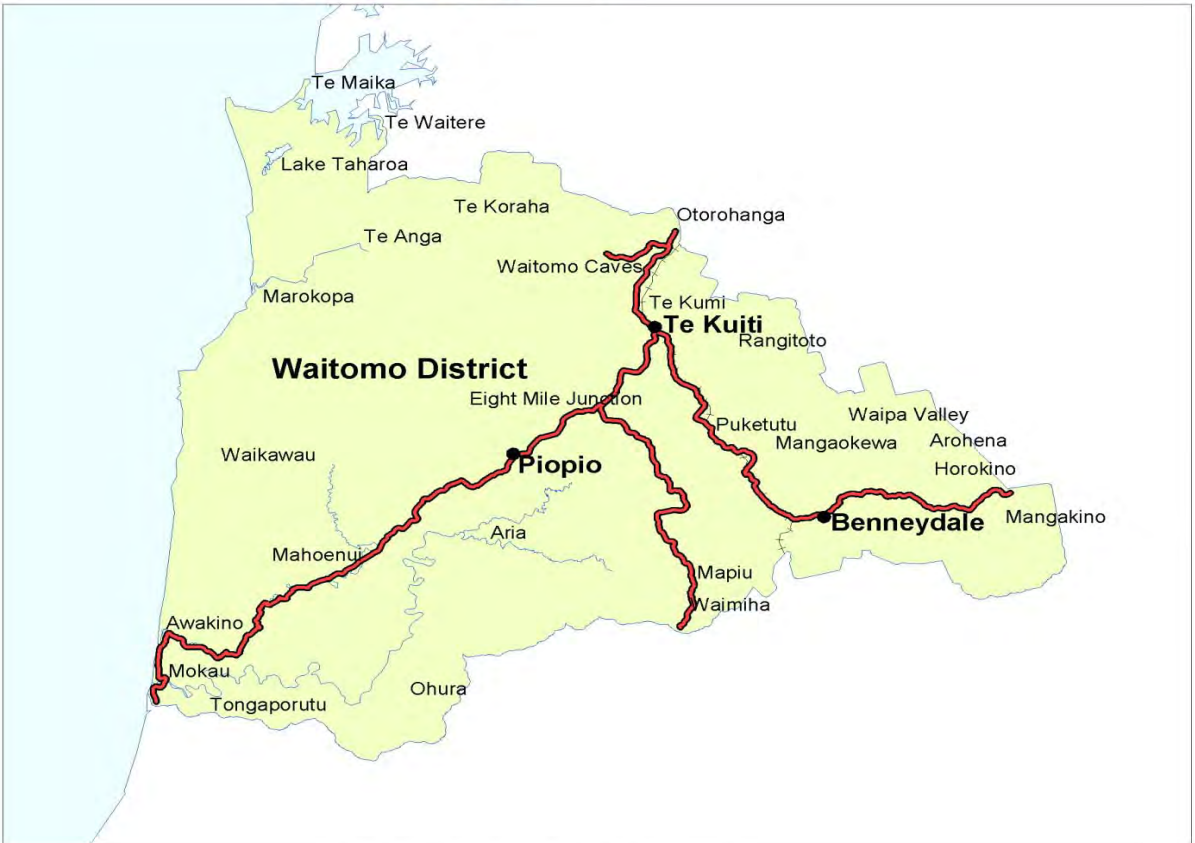 Te Maika
Te Waitere
Lake Taharoa
Te Koraha
Otorohanga
Te Anga
Waitomo Caves
Marokopa
Te Kumi
Te Kuiti
Rangitoto
Waitomo District
Eight Mile Junction
Waipa Valley
Puketutu
Mangaokewa
Arohena
Waikawau
Piopio
Horokino
Mangakino
Benneydale
Aria
Mahoenui
Mapiu
Waimiha
Awakino
Mokau
Ohura
Tongaporutu